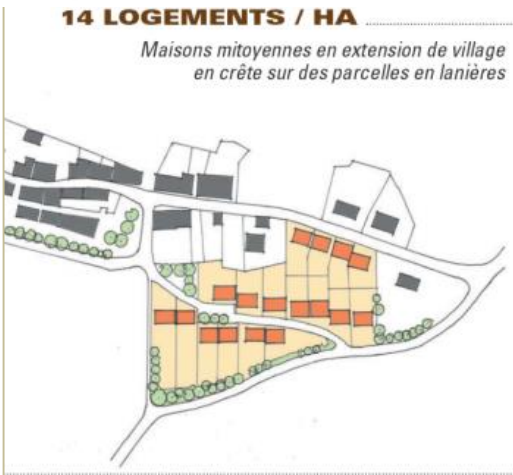 14 LOGEMENTS / HA
Maisons mitoyennes en extension de village
en crête sur des parcelles en lanières